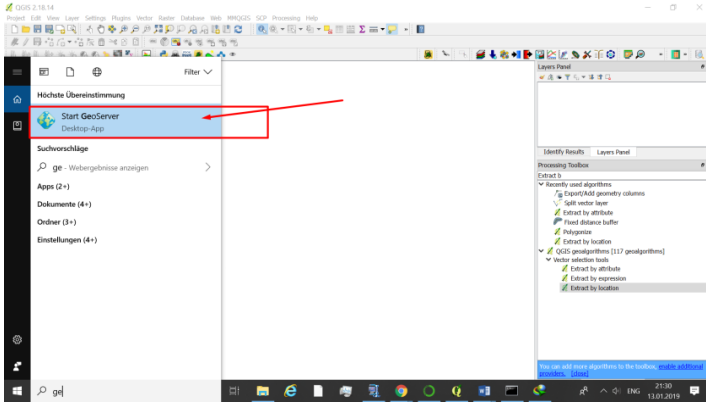 QGIS 2.18.14
Project Edit View Layer Settings Plugins Vector Raster Database Web MMQGIS SCP Processing Help
Filter
Höchste Übereinstimmung
Start GeoServer
Desktop-App
Suchvorschläge
ge - Webergebnisse anzeigen
Apps (2+)
Dokumente (4+)
Ordner (3+)
Einstellungen (4+)
ge
Layers Panel
Identify Results Layers Panel
Processing Toolbox
Extract b
Recently used algorithms
Export/Add geometry columns
Split vector layer
Extract by attribute
Fixed distance buffer
Polygonize
Extract by location
QGIS geoalgorithms [117 geoalgorithms]
Vector selection tools
Extract by attribute
Extract by expression
Extract by location
You can add more algorithms to the toolbox, enable additional
providers. [close]
ENG
21:30
13.01.2019